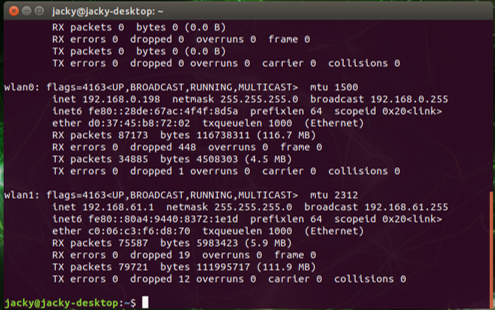 jacky@jacky-desktop: ~
RX packets 0  bytes 0 (0.0 B)
RX errors 0  dropped 0  overruns 0  frame 0
TX packets 0  bytes 0 (0.0 B)
TX errors 0  dropped 0 overruns 0  carrier 0  collisions 0
wlan0: flags=4163<UP,BROADCAST,RUNNING,MULTICAST>  mtu 1500
inet 192.168.0.198  netmask 255.255.255.0  broadcast 192.168.0.255
inet6 fe80::28de:67ac:4f4f:8d5a  prefixlen 64  scopeid 0x20<link>
ether d0:37:45:b8:72:02  txqueuelen 1000  (Ethernet)
RX packets 87173  bytes 116738311 (116.7 MB)
RX errors 0  dropped 448  overruns 0  frame 0
TX packets 34885  bytes 4508303 (4.5 MB)
TX errors 0  dropped 1 overruns 0  carrier 0  collisions 0
wlan1: flags=4163<UP,BROADCAST,RUNNING,MULTICAST>  mtu 2312
inet 192.168.61.1  netmask 255.255.255.0  broadcast 192.168.61.255
inet6 fe80::80a4:9440:8372:1e1d  prefixlen 64  scopeid 0x20<link>
ether c0:06:c3:f6:d8:70  txqueuelen 1000  (Ethernet)
RX packets 75587  bytes 5983423 (5.9 MB)
RX errors 0  dropped 19  overruns 0  frame 0
TX packets 79721  bytes 111995717 (111.9 MB)
TX errors 0  dropped 12 overruns 0  carrier 0  collisions 0
jacky@jacky-desktop:~$